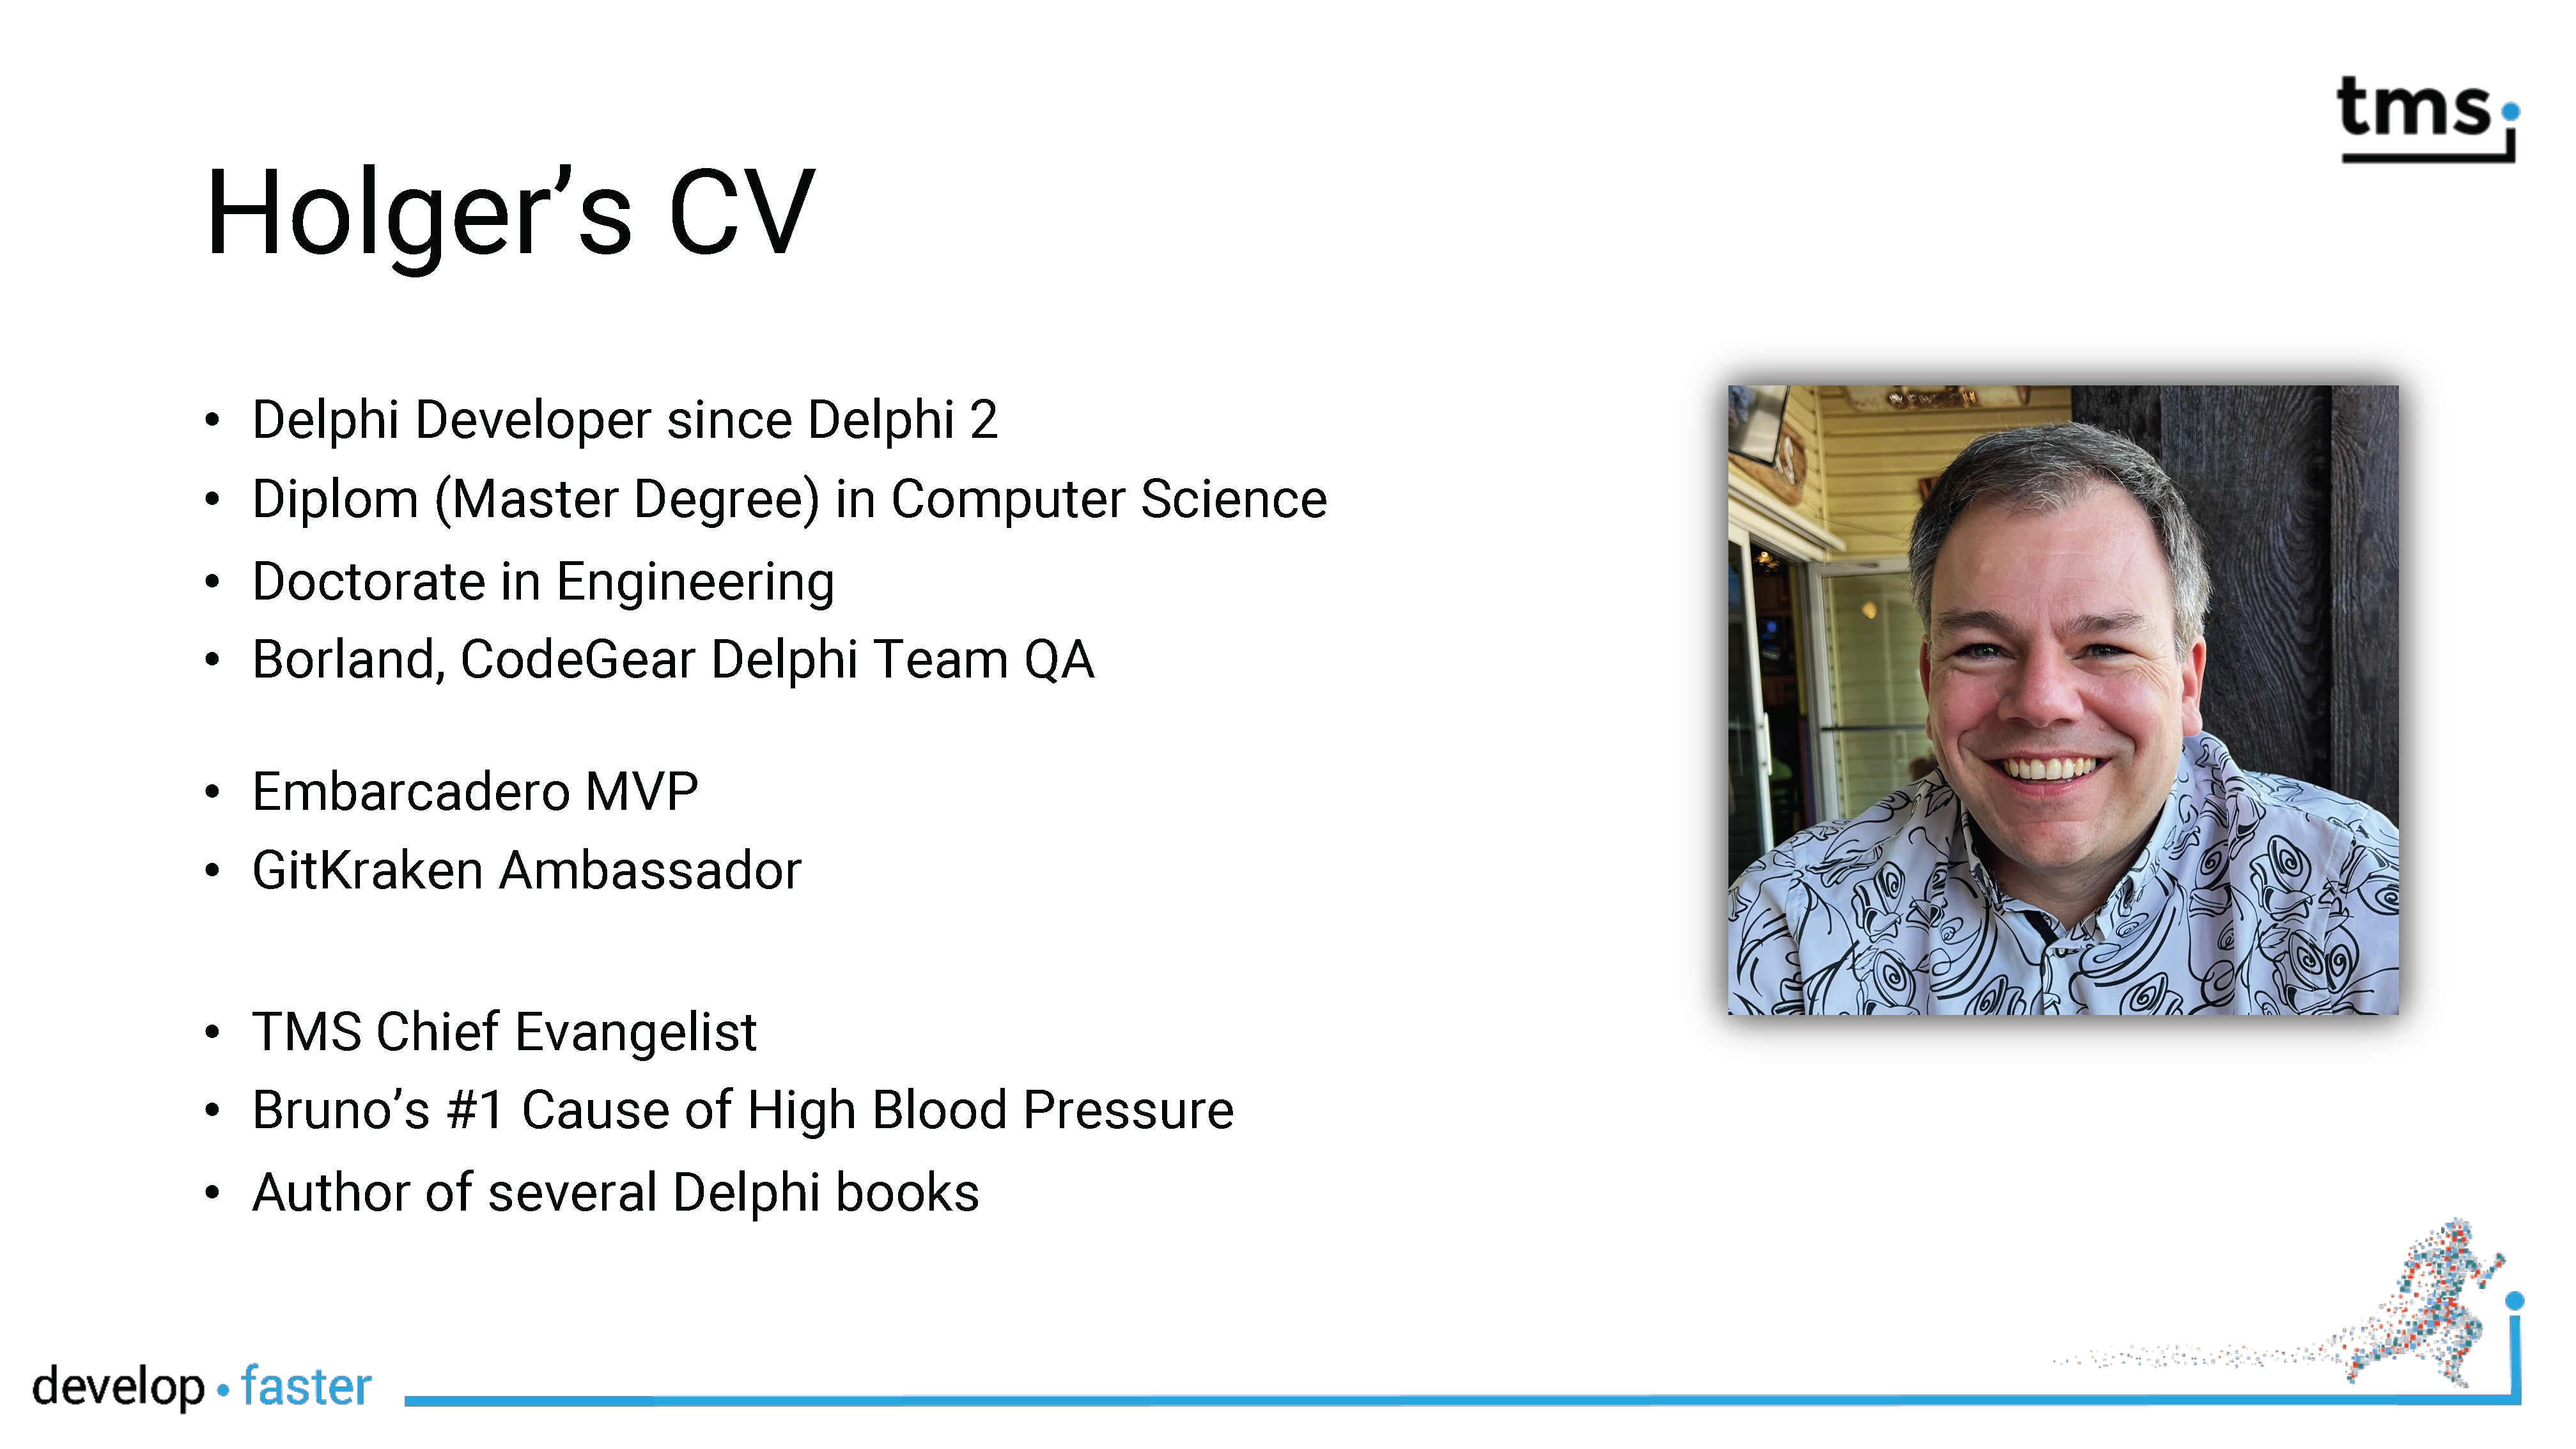 tms
Holger’s CV
• Delphi Developer since Delphi 2
• Diplom (Master Degree) in Computer Science
• Doctorate in Engineering
• Borland, CodeGear Delphi Team QA
• Embarcadero MVP
• GitKraken Ambassador
• TMS Chief Evangelist
• Bruno’s #1 Cause of High Blood Pressure
• Author of several Delphi books
develop • faster